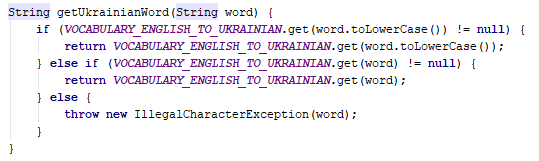 String getUkrainianWord(String word) {
    if (VOCABULARY_ENGLISH_TO_UKRAINIAN.get(word.toLowerCase()) != null) {
        return VOCABULARY_ENGLISH_TO_UKRAINIAN.get(word.toLowerCase());
    } else if (VOCABULARY_ENGLISH_TO_UKRAINIAN.get(word) != null) {
        return VOCABULARY_ENGLISH_TO_UKRAINIAN.get(word);
    } else {
        throw new IllegalCharacterException(word);
    }
}